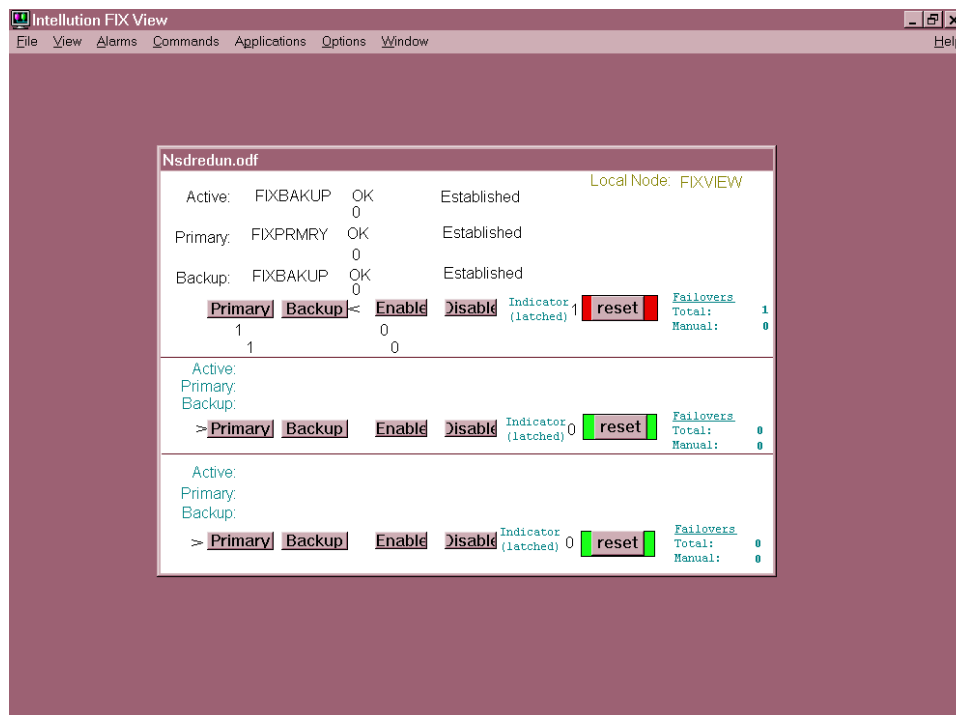 Intellution FIX View
File View Alarms Commands Applications Options Window Help
Nsdredun.odf
Local Node: FIXVIEW
Active: FIXBAKUP OK Established
0
Primary: FIXPRMRY OK Established
0
Backup: FIXBAKUP OK Established
0
Primary Backup < Enable Disable Indicator (latched) 1 reset Failovers
Total: 1
Manual: 0
1 0
1 0
Active:
Primary:
Backup:
> Primary Backup Enable Disable Indicator (latched) 0 reset Failovers
Total: 0
Manual: 0
Active:
Primary:
Backup:
> Primary Backup Enable Disable Indicator (latched) 0 reset Failovers
Total: 0
Manual: 0